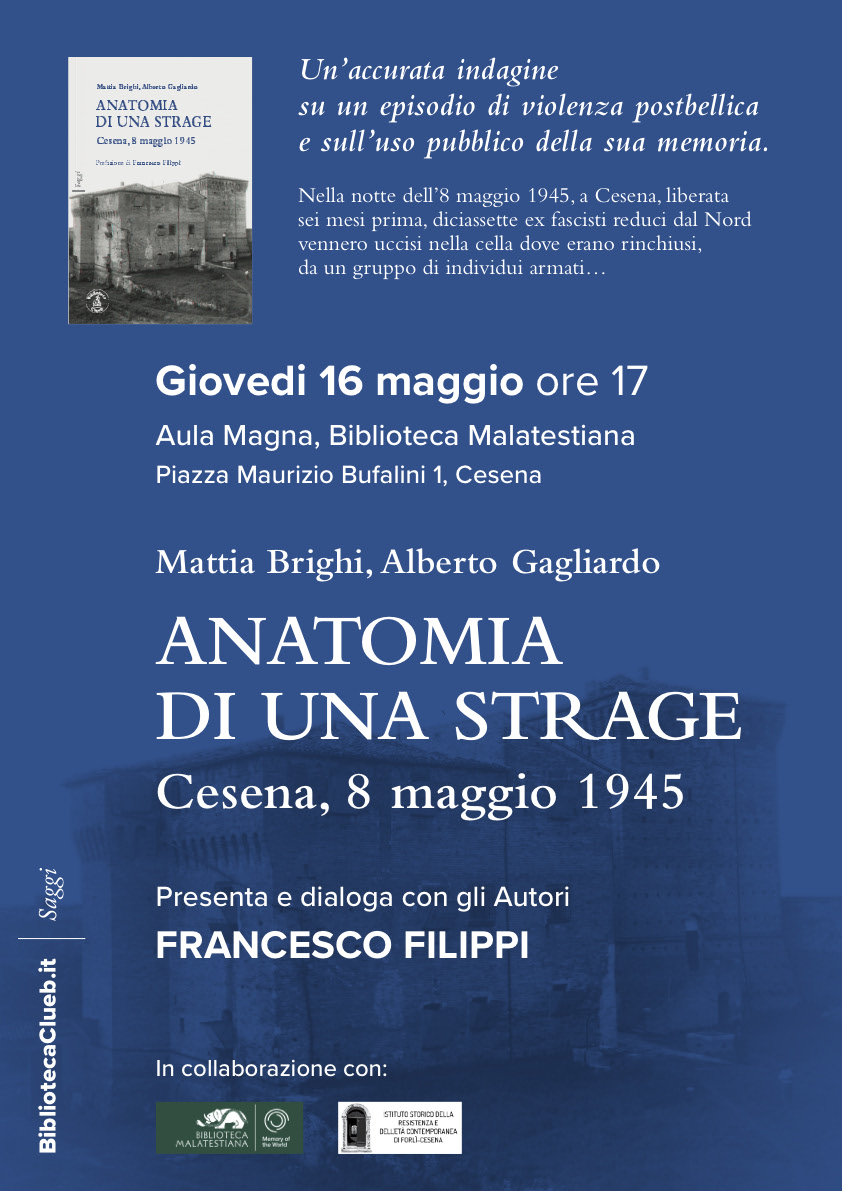 Mattia Brighi, Alberto Gagliardo
ANATOMIA
DI UNA STRAGE
Cesena, 8 maggio 1945
Prefazione di Francesco Filippi
Saggi
Un’accurata indagine
su un episodio di violenza postbellica
e sull’uso pubblico della sua memoria.
Nella notte dell’8 maggio 1945, a Cesena, liberata
sei mesi prima, diciassette ex fascisti reduci dal Nord
vennero uccisi nella cella dove erano rinchiusi,
da un gruppo di individui armati…
Giovedi 16 maggio ore 17
Aula Magna, Biblioteca Malatestiana
Piazza Maurizio Bufalini 1, Cesena
Mattia Brighi, Alberto Gagliardo
ANATOMIA
DI UNA STRAGE
Cesena, 8 maggio 1945
Presenta e dialoga con gli Autori
FRANCESCO FILIPPI
BibliotecaClueb.it
Saggi
In collaborazione con:
BIBLIOTECA
MALATESTIANA
Memory of
the World
ISTITUTO STORICO DELLA
RESISTENZA E
DELL'ETÀ CONTEMPORANEA
DI FORLÌ-CESENA